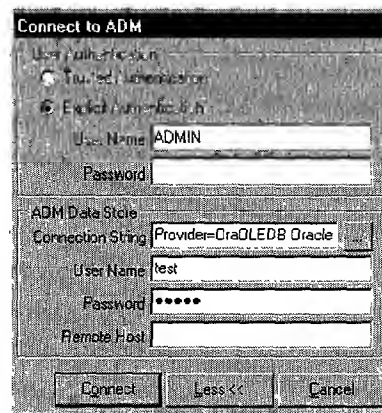 Connect to ADM
User Authentication
Trusted Authentication
Explicit Authentication
User Name ADMIN
Password
ADM Data Store
Connection String Provider=OraOLEDB Oracle ...
User Name test
Password •••••
Remote Host
Connect Less << Cancel